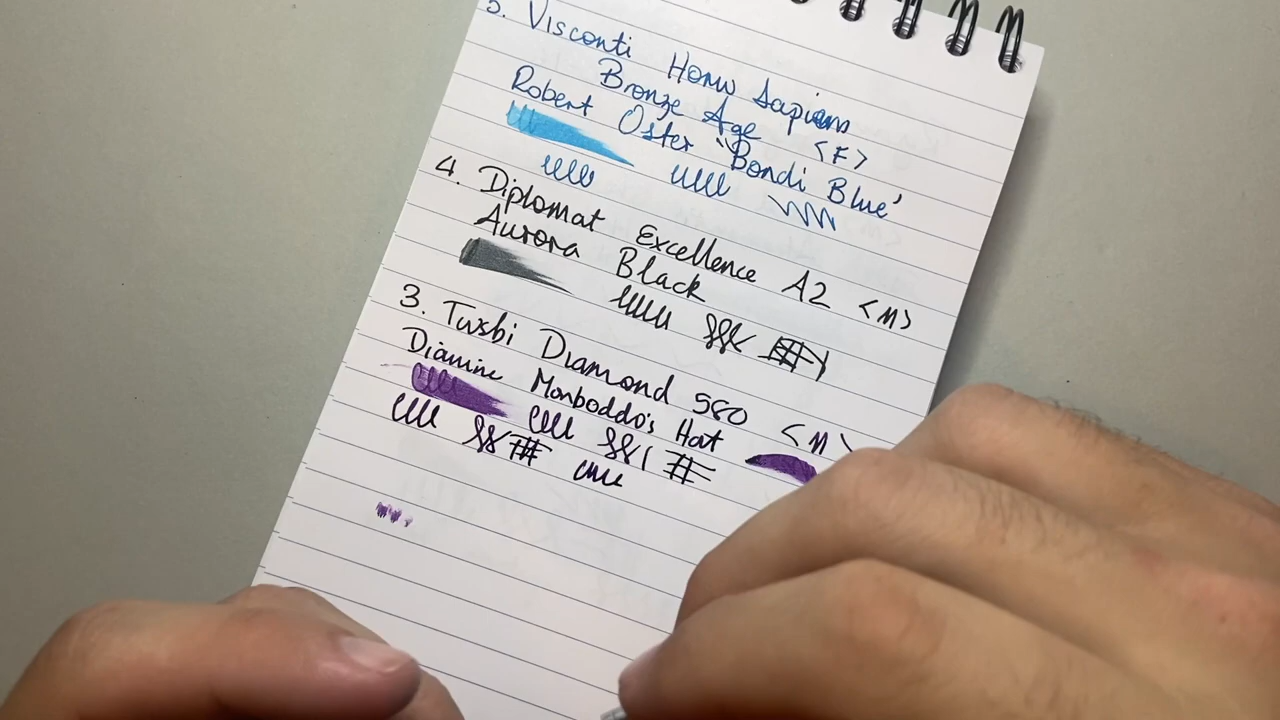 5. Visconti Homo Sapiens
Bronze Age <F>
Robert Oster 'Bondi Blue'
4. Diplomat Excellence A2 <M>
Aurora Black
3. Twsbi Diamond 580 <M>
Diamine Monboddo's Hat